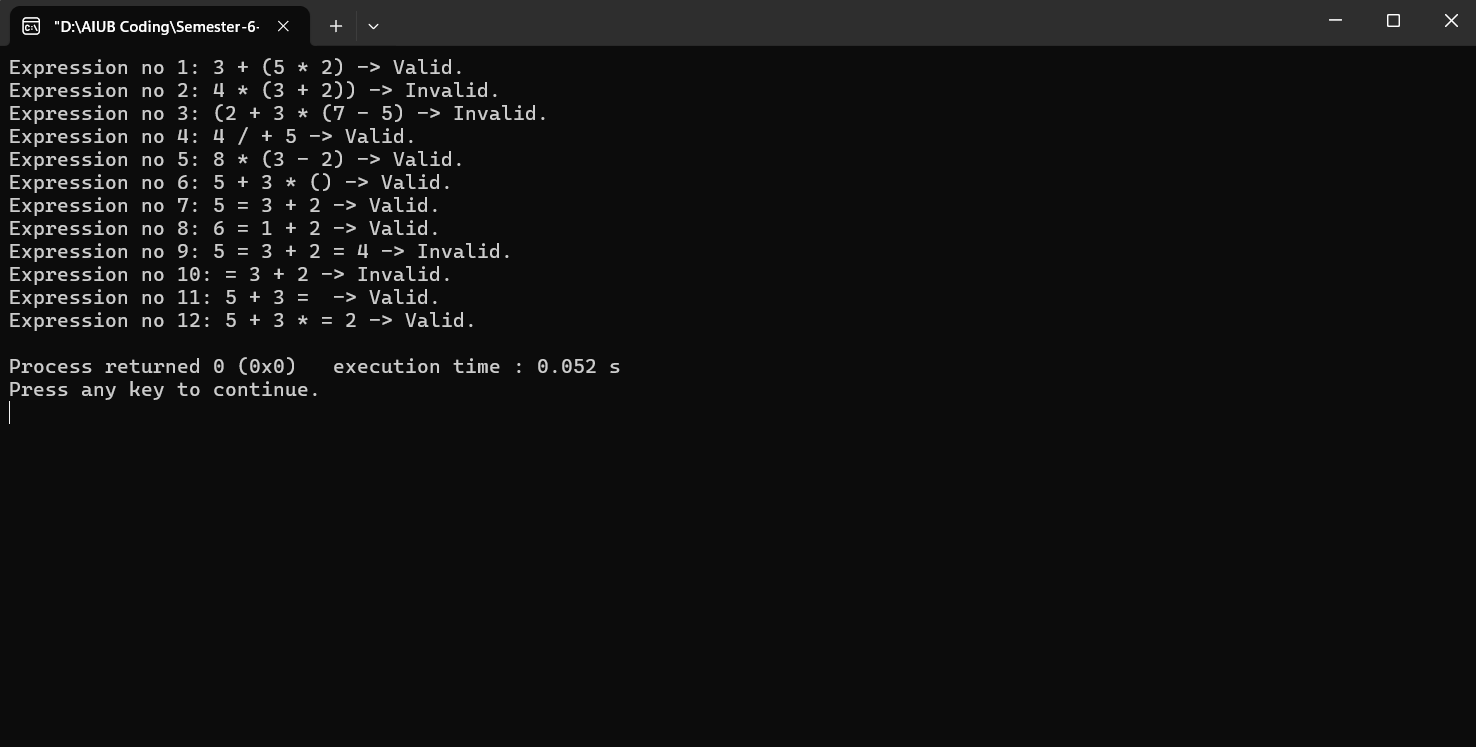 "D:\AIUB Coding\Semester-6-
Expression no 1: 3 + (5 * 2) -> Valid.
Expression no 2: 4 * (3 + 2)) -> Invalid.
Expression no 3: (2 + 3 * (7 - 5) -> Invalid.
Expression no 4: 4 / + 5 -> Valid.
Expression no 5: 8 * (3 - 2) -> Valid.
Expression no 6: 5 + 3 * () -> Valid.
Expression no 7: 5 = 3 + 2 -> Valid.
Expression no 8: 6 = 1 + 2 -> Valid.
Expression no 9: 5 = 3 + 2 = 4 -> Invalid.
Expression no 10: = 3 + 2 -> Invalid.
Expression no 11: 5 + 3 =  -> Valid.
Expression no 12: 5 + 3 * = 2 -> Valid.
Process returned 0 (0x0)   execution time : 0.052 s
Press any key to continue.